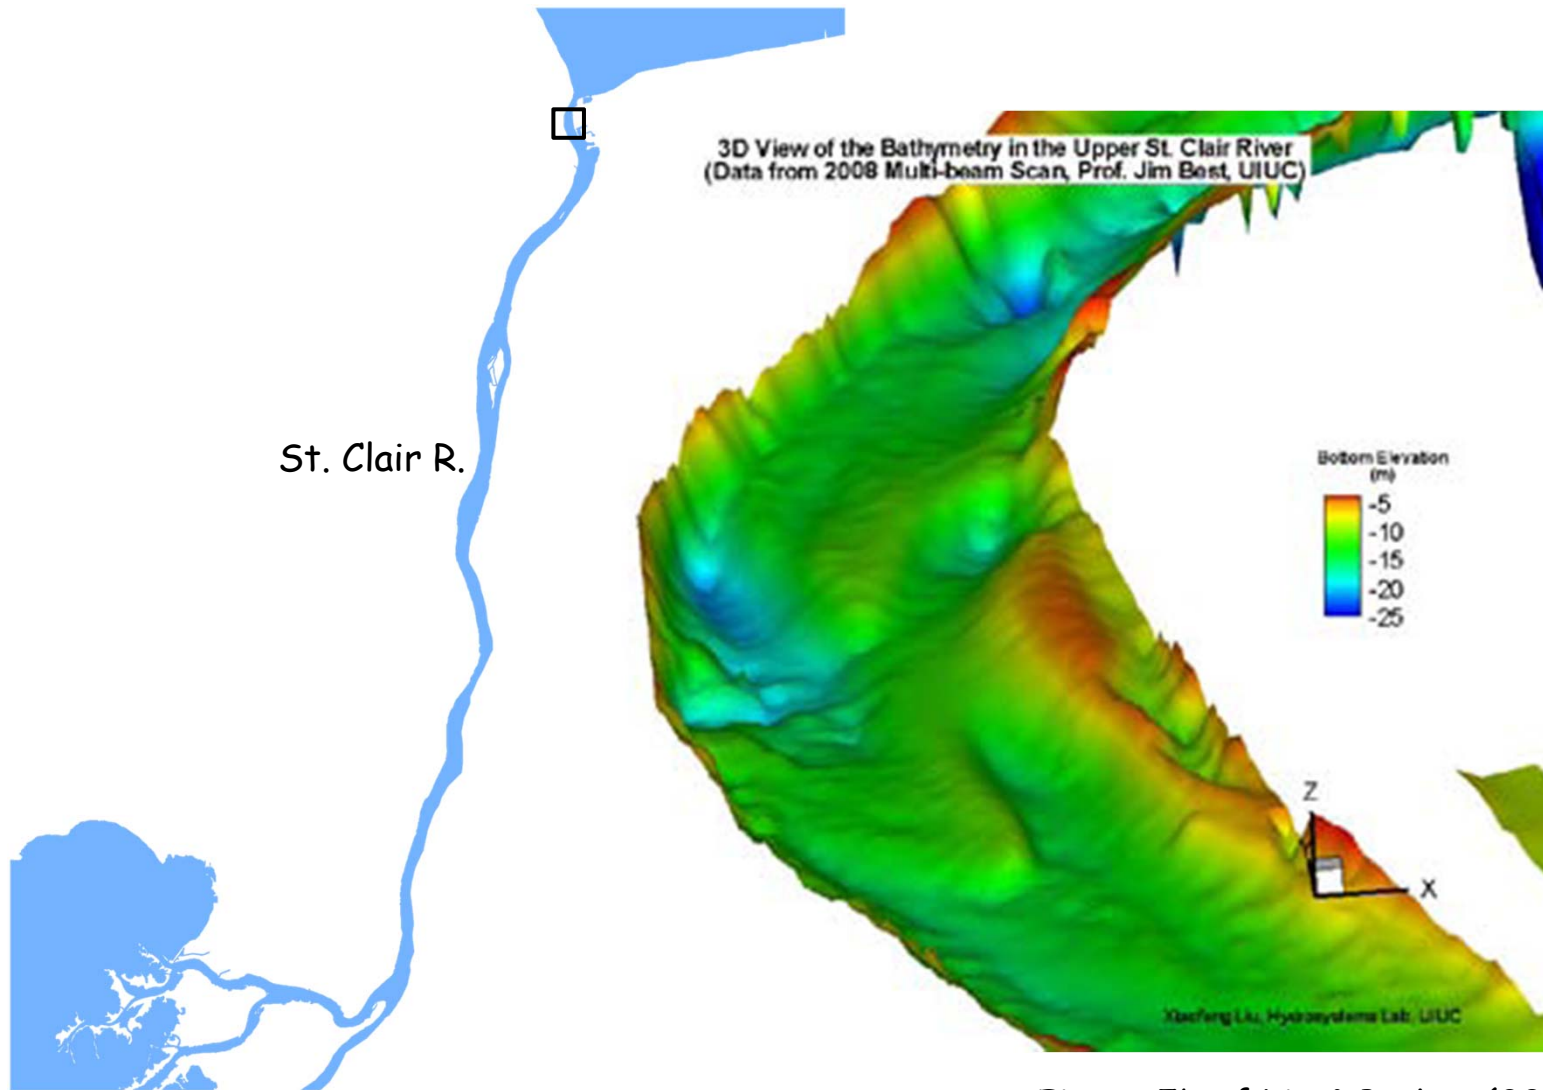 3D View of the Bathymetry in the Upper St. Clair River
(Data from 2008 Multi-beam Scan, Prof. Jim Best, UIUC)
St. Clair R.
Bottom Elevation
(m)
-5
-10
-15
-20
-25
Z
X
Xiaofeng Liu, Hydrosystems Lab, UIUC